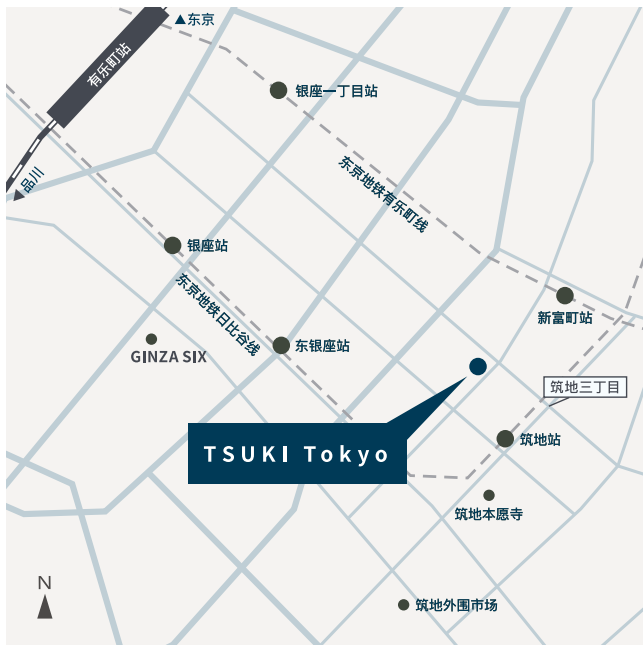 ▲东京
有乐町站
银座一丁目站
品川
东京地铁有乐町线
银座站
东京地铁日比谷线
新富町站
东银座站
GINZA SIX
筑地三丁目
TSUKI Tokyo
筑地站
筑地本愿寺
N
筑地外围市场